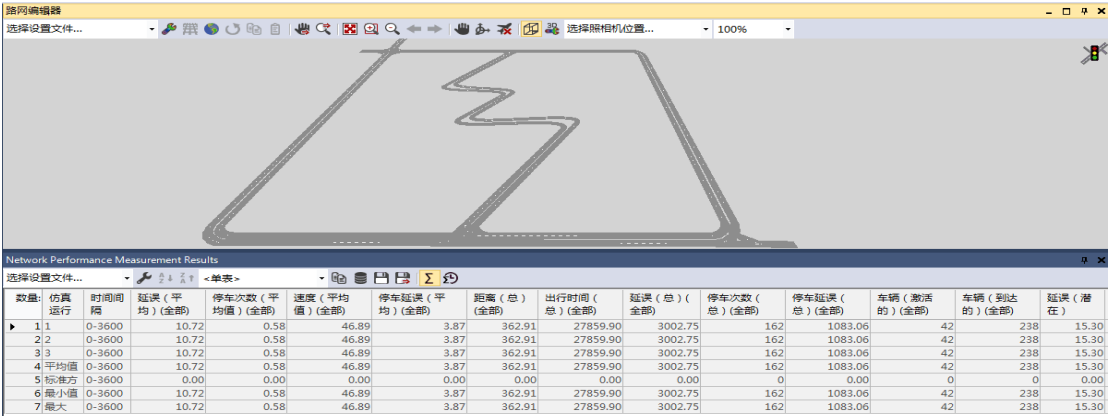 路网编辑器
选择设置文件... 选择照相机位置... 100%
3D
Network Performance Measurement Results
选择设置文件... <单表> Σ
数量: 仿真运行 时间间隔 延误（平均）(全部) 停车次数（平均值）(全部) 速度（平均值）(全部) 停车延误（平均）(全部) 距离（总）(全部) 出行时间（总）(全部) 延误（总）(全部) 停车次数（总）(全部) 停车延误（总）(全部) 车辆（激活的）(全部) 车辆（到达的）(全部) 延误（潜在）
1 1 0-3600 10.72 0.58 46.89 3.87 362.91 27859.90 3002.75 162 1083.06 42 238 15.30
2 2 0-3600 10.72 0.58 46.89 3.87 362.91 27859.90 3002.75 162 1083.06 42 238 15.30
3 3 0-3600 10.72 0.58 46.89 3.87 362.91 27859.90 3002.75 162 1083.06 42 238 15.30
4 平均值 0-3600 10.72 0.58 46.89 3.87 362.91 27859.90 3002.75 162 1083.06 42 238 15.30
5 标准方 0-3600 0.00 0.00 0.00 0.00 0.00 0.00 0.00 0 0.00 0 0 0.00
6 最小值 0-3600 10.72 0.58 46.89 3.87 362.91 27859.90 3002.75 162 1083.06 42 238 15.30
7 最大 0-3600 10.72 0.58 46.89 3.87 362.91 27859.90 3002.75 162 1083.06 42 238 15.30